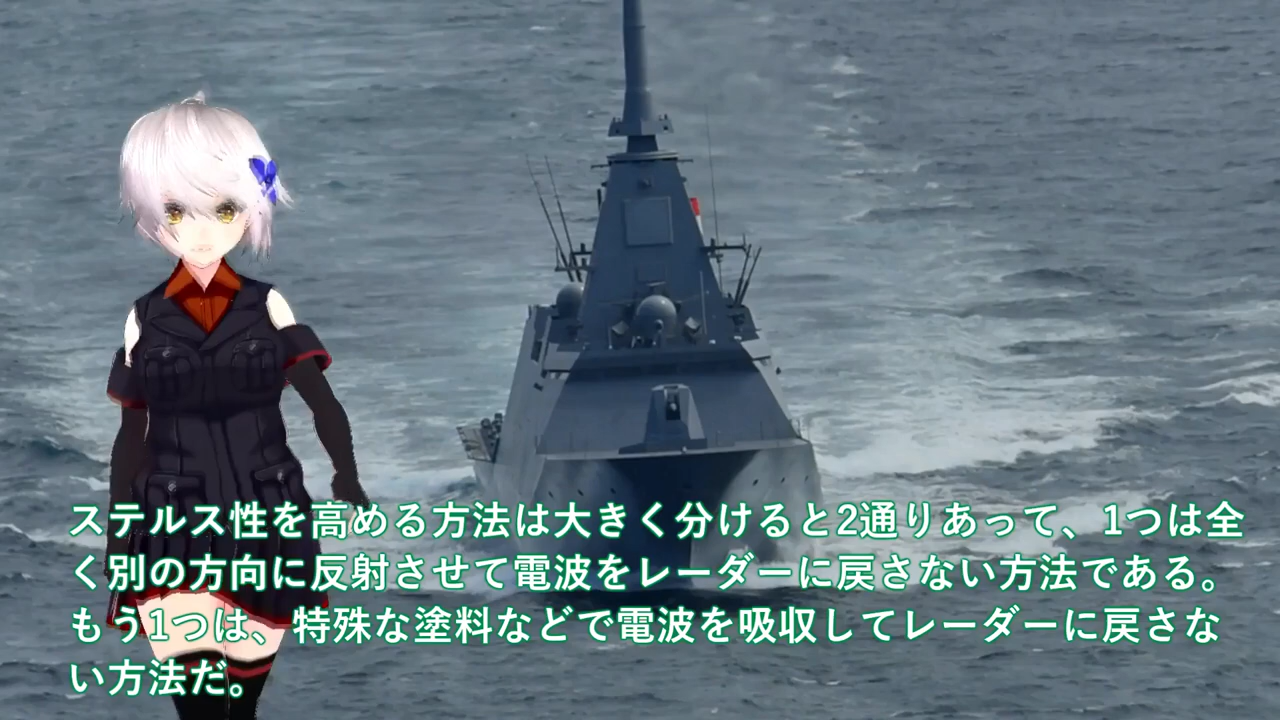 ステルス性を高める方法は大きく分けると2通りあって、1つは全
く別の方向に反射させて電波をレーダーに戻さない方法である。
もう1つは、特殊な塗料などで電波を吸収してレーダーに戻さな
い方法だ。